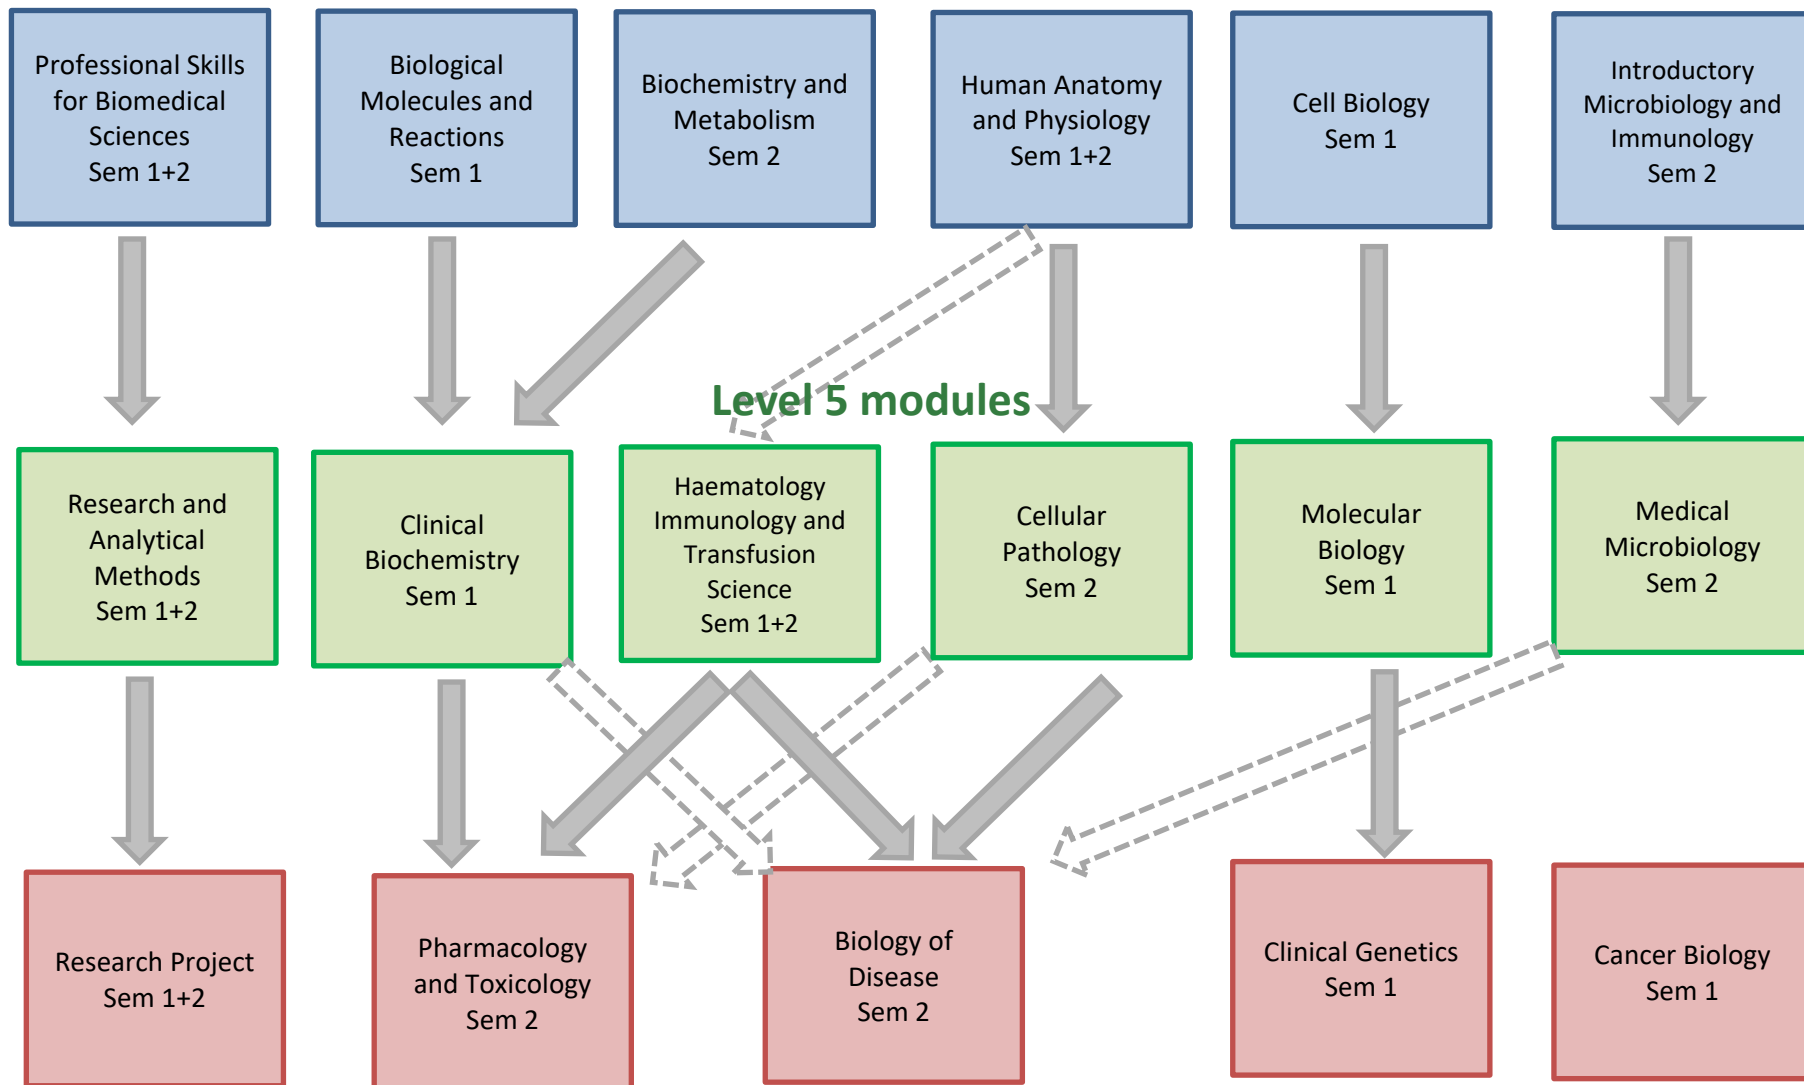 Professional Skills
for Biomedical
Sciences
Sem 1+2
Biological
Molecules and
Reactions
Sem 1
Biochemistry and
Metabolism
Sem 2
Human Anatomy
and Physiology
Sem 1+2
Cell Biology
Sem 1
Introductory
Microbiology and
Immunology
Sem 2
Level 5 modules
Research and
Analytical
Methods
Sem 1+2
Clinical
Biochemistry
Sem 1
Haematology
Immunology and
Transfusion
Science
Sem 1+2
Cellular
Pathology
Sem 2
Molecular
Biology
Sem 1
Medical
Microbiology
Sem 2
Research Project
Sem 1+2
Pharmacology
and Toxicology
Sem 2
Biology of
Disease
Sem 2
Clinical Genetics
Sem 1
Cancer Biology
Sem 1